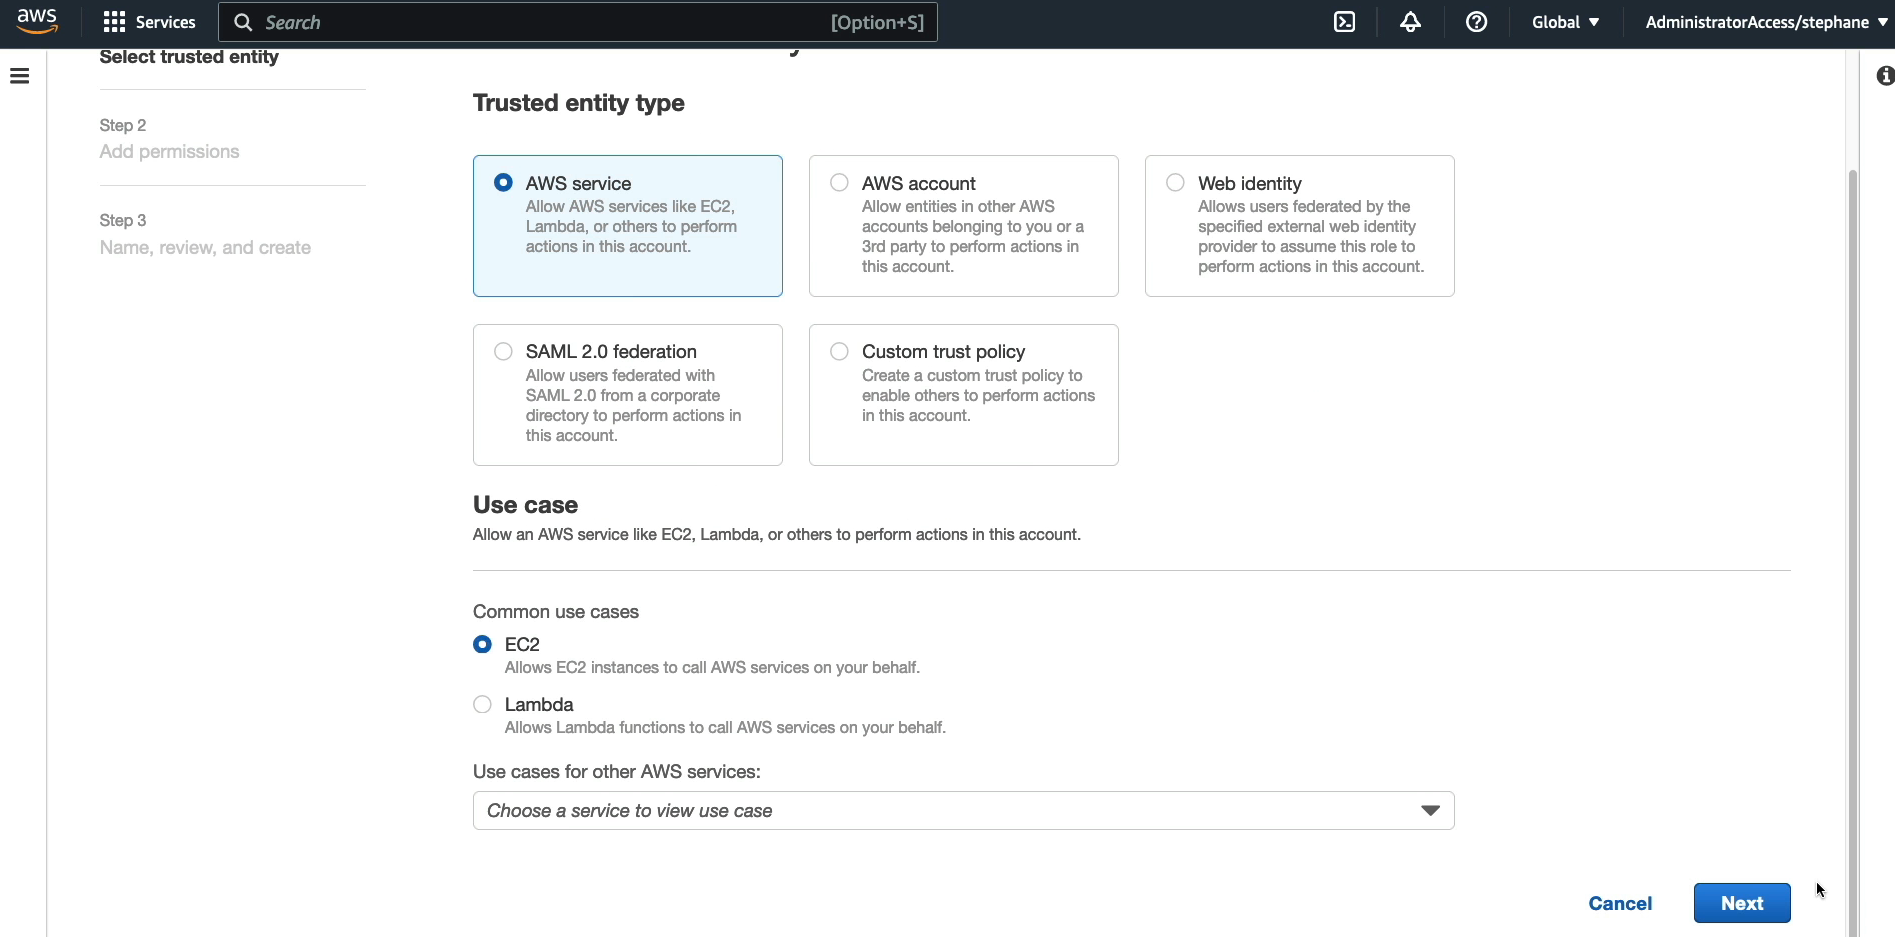 aws
Services
Search
[Option+S]
Global
AdministratorAccess/stephane
Select trusted entity
Step 2
Add permissions
Step 3
Name, review, and create
Trusted entity type
AWS service
Allow AWS services like EC2,
Lambda, or others to perform
actions in this account.
AWS account
Allow entities in other AWS
accounts belonging to you or a
3rd party to perform actions in
this account.
Web identity
Allows users federated by the
specified external web identity
provider to assume this role to
perform actions in this account.
SAML 2.0 federation
Allow users federated with
SAML 2.0 from a corporate
directory to perform actions in
this account.
Custom trust policy
Create a custom trust policy to
enable others to perform actions
in this account.
Use case
Allow an AWS service like EC2, Lambda, or others to perform actions in this account.
Common use cases
EC2
Allows EC2 instances to call AWS services on your behalf.
Lambda
Allows Lambda functions to call AWS services on your behalf.
Use cases for other AWS services:
Choose a service to view use case
Cancel
Next